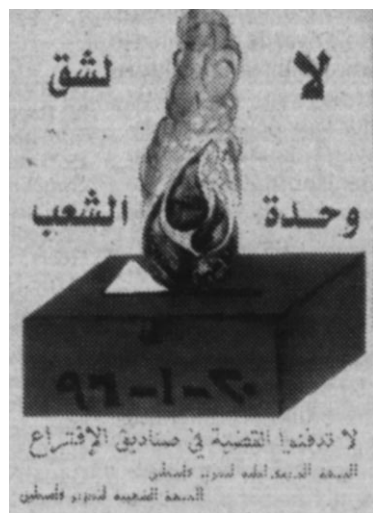 لا لشق
وحدة الشعب
٢٠-١-٩٦
لا تدفنوا القضية في صناديق الإقتراع
الجبهة الديمقراطية لتحرير فلسطين
الجبهة الشعبية لتحرير فلسطين